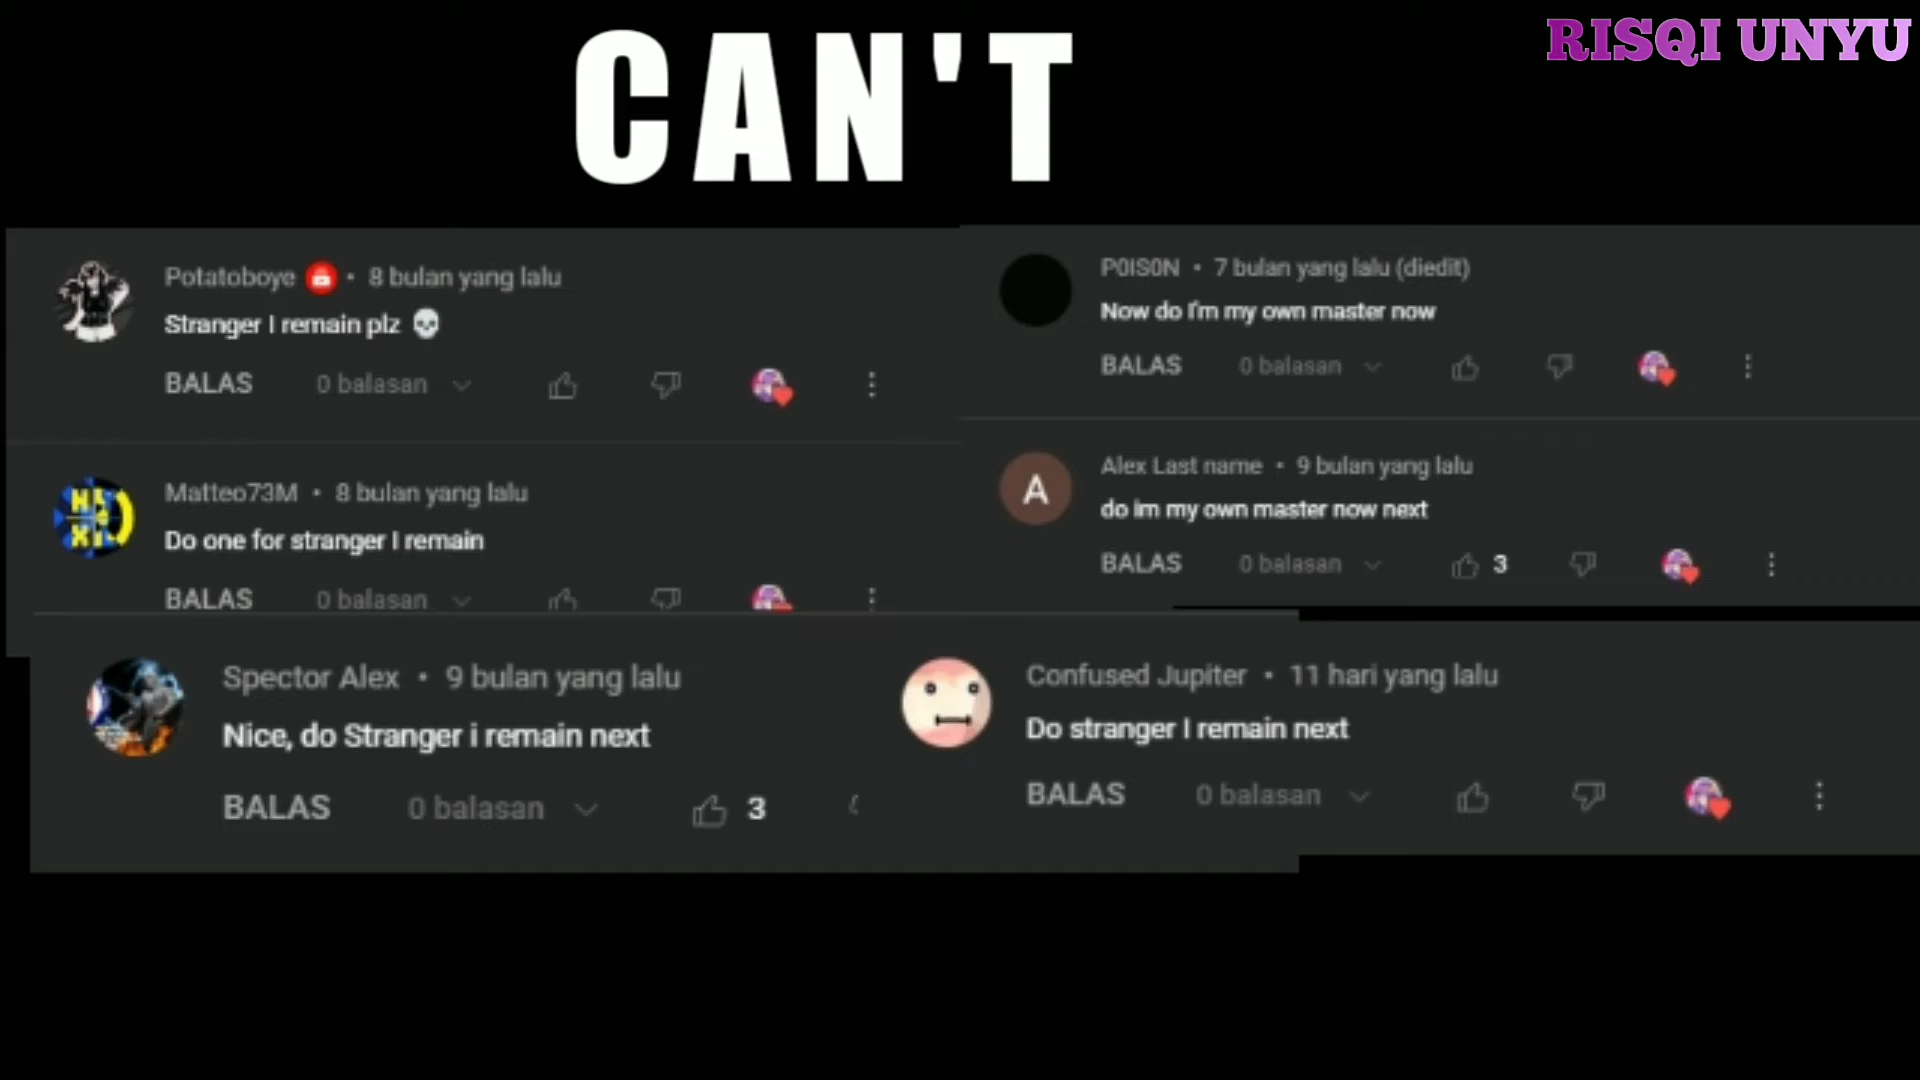 CAN'T
RISQI UNYU
Potatoboye • 8 bulan yang lalu
Stranger I remain plz 💀
BALAS 0 balasan
Matteo73M • 8 bulan yang lalu
Do one for stranger I remain
BALAS 0 balasan
P0IS0N • 7 bulan yang lalu (diedit)
Now do I'm my own master now
BALAS 0 balasan
A
Alex Last name • 9 bulan yang lalu
do im my own master now next
BALAS 0 balasan 3
Spector Alex • 9 bulan yang lalu
Nice, do Stranger i remain next
BALAS 0 balasan 3
Confused Jupiter • 11 hari yang lalu
Do stranger I remain next
BALAS 0 balasan